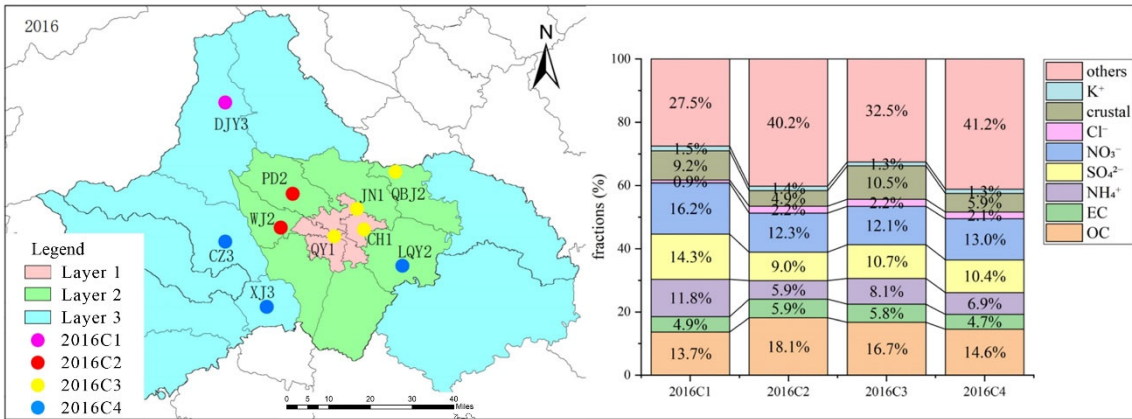 2016
N
DJY3
PD2
JN1
QBJ2
WJ2
QY1
CH1
CZ3
LQY2
XJ3
Legend
Layer 1
Layer 2
Layer 3
2016C1
2016C2
2016C3
2016C4
0 10 20 30 40
Miles
fractions (%)
100
80
60
40
20
0
27.5% 40.2% 32.5% 41.2%
1.5% 1.4% 1.3% 1.3%
9.2% 4.9% 10.5% 5.9%
0.9% 2.2% 2.2% 2.1%
16.2% 12.3% 12.1% 13.0%
14.3% 9.0% 10.7% 10.4%
11.8% 5.9% 8.1% 6.9%
4.9% 5.9% 5.8% 4.7%
13.7% 18.1% 16.7% 14.6%
2016C1 2016C2 2016C3 2016C4
others
K⁺
crustal
Cl⁻
NO₃⁻
SO₄²⁻
NH₄⁺
EC
OC